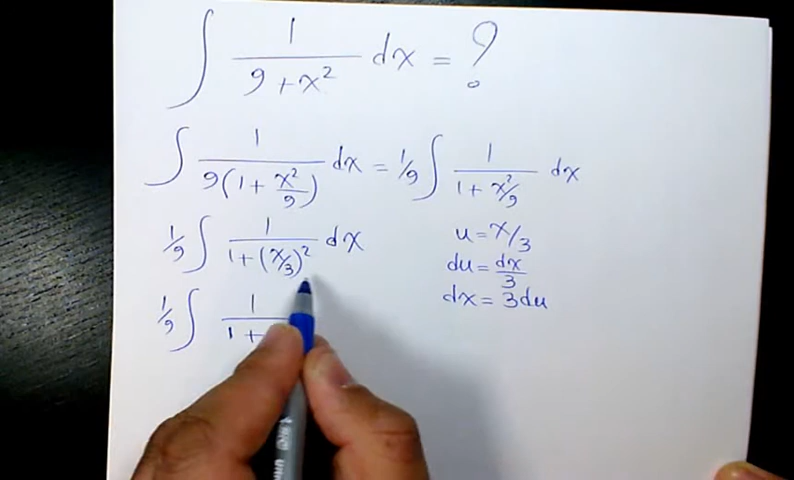 ∫ 1/(9+x²) dx = ?
∫ 1/(9(1+x²/9)) dx = 1/9 ∫ 1/(1+x²/9) dx
1/9 ∫ 1/(1+(x/3)²) dx
u = x/3
du = dx/3
dx = 3du
1/9 ∫ 1/(1+